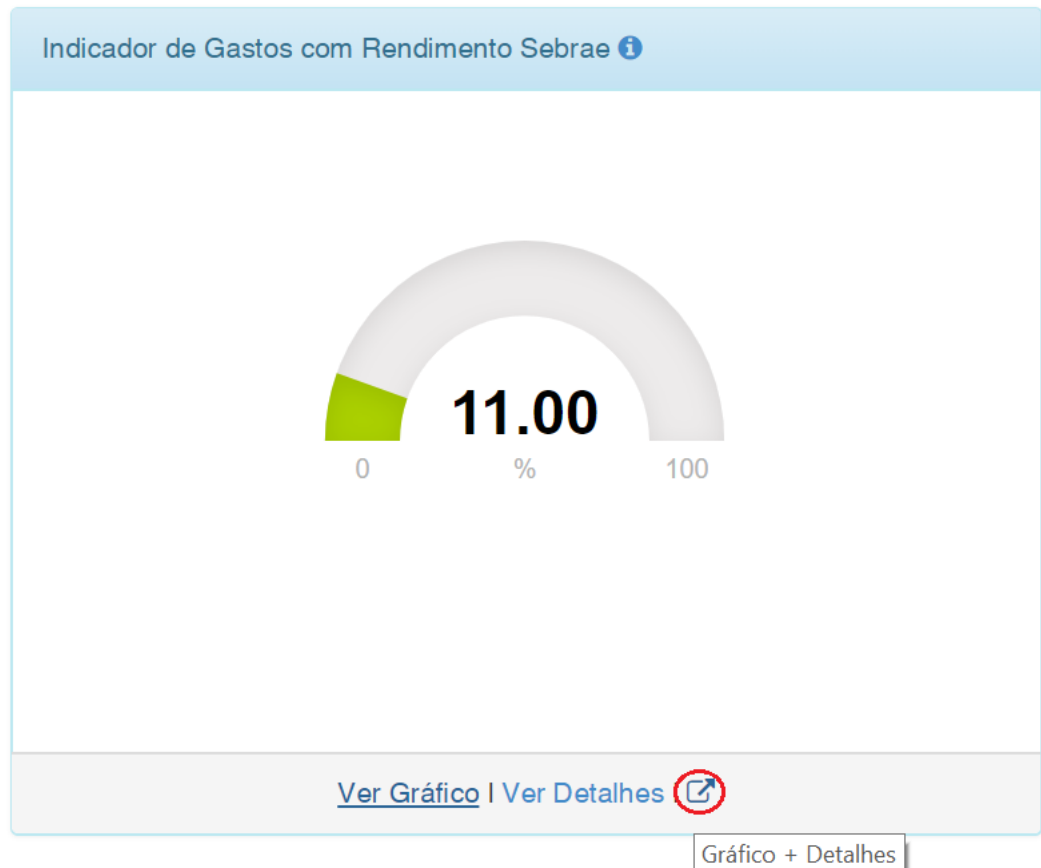 Indicador de Gastos com Rendimento Sebrae
11.00
0 % 100
Ver Gráfico | Ver Detalhes
Gráfico + Detalhes